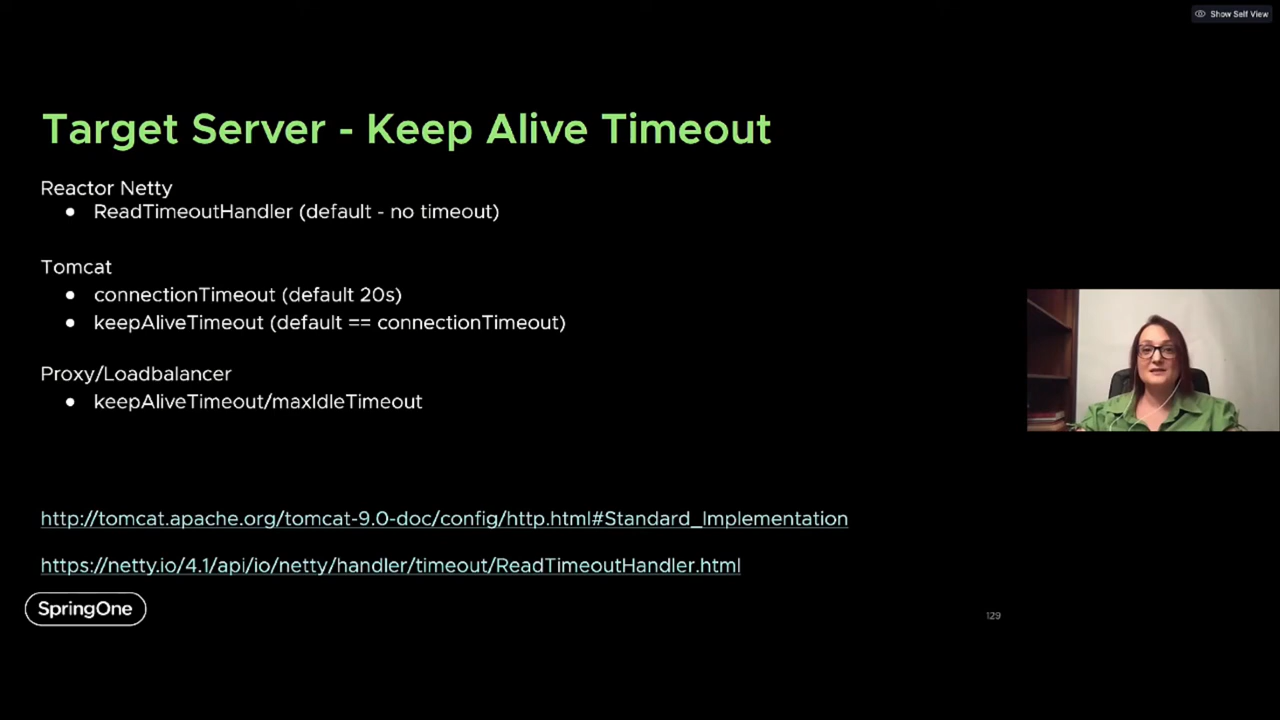 Show Self View
Target Server - Keep Alive Timeout
Reactor Netty
● ReadTimeoutHandler (default - no timeout)
Tomcat
● connectionTimeout (default 20s)
● keepAliveTimeout (default == connectionTimeout)
Proxy/Loadbalancer
● keepAliveTimeout/maxIdleTimeout
http://tomcat.apache.org/tomcat-9.0-doc/config/http.html#Standard_Implementation
https://netty.io/4.1/api/io/netty/handler/timeout/ReadTimeoutHandler.html
SpringOne
129